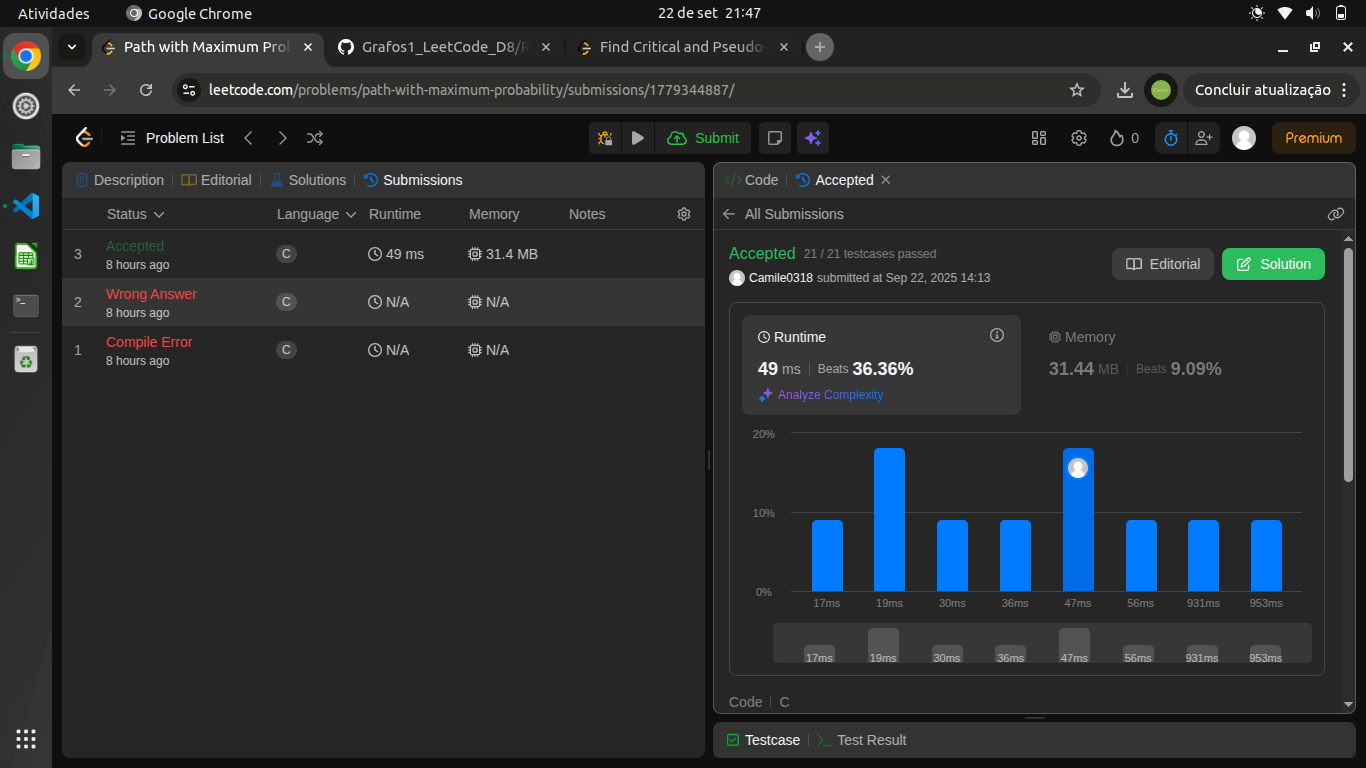 Atividades
Google Chrome
22 de set 21:47
Path with Maximum Prob
Grafos1_LeetCode_D8/R
Find Critical and Pseudo-
leetcode.com/problems/path-with-maximum-probability/submissions/1779344887/
Concluir atualização
Problem List
Submit
0
Premium
Description
Editorial
Solutions
Submissions
Status
Language
Runtime
Memory
Notes
3
Accepted
8 hours ago
C
49 ms
31.4 MB
2
Wrong Answer
8 hours ago
C
N/A
N/A
1
Compile Error
8 hours ago
C
N/A
N/A
Code
Accepted
All Submissions
Accepted
21 / 21 testcases passed
Camile0318 submitted at Sep 22, 2025 14:13
Editorial
Solution
Runtime
49 ms
Beats 36.36%
Analyze Complexity
Memory
31.44 MB
Beats 9.09%
20%
10%
0%
17ms 19ms 30ms 36ms 47ms 56ms 931ms 953ms
17ms 19ms 30ms 36ms 47ms 56ms 931ms 953ms
Code
C
Testcase
Test Result